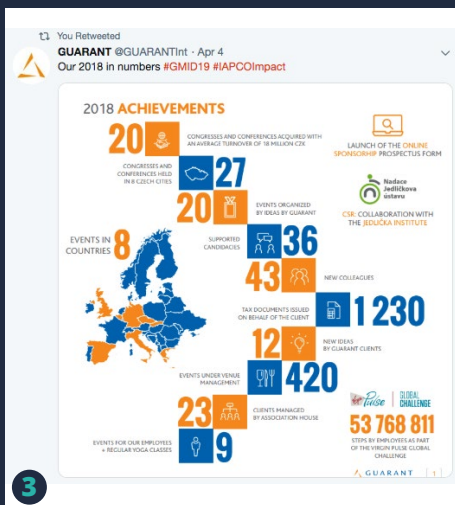 You Retweeted
GUARANT @GUARANTInt · Apr 4
Our 2018 in numbers #GMID19 #IAPCOImpact
2018 ACHIEVEMENTS
20
CONGRESSES AND CONFERENCES ACQUIRED WITH
AN AVERAGE TURNOVER OF 18 MILLION CZK
CONGRESSES AND
CONFERENCES HELD
IN 8 CZECH CITIES
27
20
EVENTS ORGANIZED
BY IDEAS BY GUARANT
SUPPORTED
CANDIDACIES
36
43
NEW COLLEAGUES
TAX DOCUMENTS ISSUED
ON BEHALF OF THE CLIENT
1 230
12
NEW IDEAS
BY GUARANT CLIENTS
EVENTS UNDER VENUE
MANAGEMENT
420
23
CLIENTS MANAGED
BY ASSOCIATION HOUSE
EVENTS FOR OUR EMPLOYEES
+ REGULAR YOGA CLASSES
9
EVENTS IN
COUNTRIES
8
LAUNCH OF THE ONLINE
SPONSORHIP PROSPECTUS FORM
Nadace
Jedličkova
ústavu
CSR: COLLABORATION WITH
THE JEDLIČKA INSTITUTE
Pulse
GLOBAL
CHALLENGE
53 768 811
STEPS BY EMPLOYEES AS PART
OF THE VIRGIN PULSE GLOBAL
CHALLENGE
GUARANT 1
3